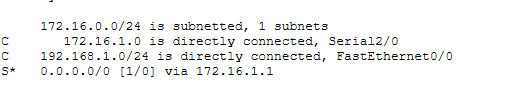 172.16.0.0/24 is subnetted, 1 subnets
C 172.16.1.0 is directly connected, Serial2/0
C 192.168.1.0/24 is directly connected, FastEthernet0/0
S* 0.0.0.0/0 [1/0] via 172.16.1.1